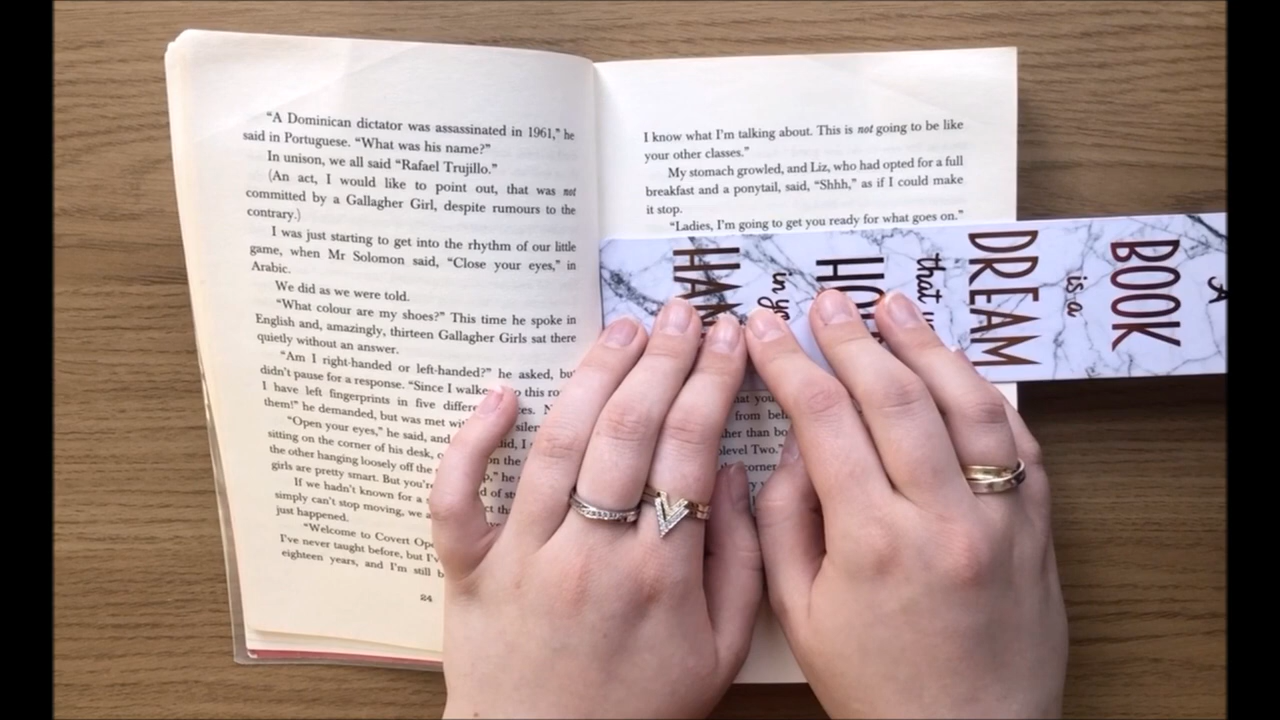 “A Dominican dictator was assassinated in 1961,” he
said in Portuguese. “What was his name?”
In unison, we all said “Rafael Trujillo.”
(An act, I would like to point out, that was not
committed by a Gallagher Girl, despite rumours to the
contrary.)
I was just starting to get into the rhythm of our little
game, when Mr Solomon said, “Close your eyes,” in
Arabic.
We did as we were told.
“What colour are my shoes?” This time he spoke in
English and, amazingly, thirteen Gallagher Girls sat there
quietly without an answer.
“Am I right-handed or left-handed?” he asked, but
didn’t pause for a response. “Since I walke this
I have left fingerprints in five
them!” he demanded, but was met
“Open your eyes,” he said, and I
sitting on the corner of his desk, on the
the other hanging loosely off the he
girls are pretty smart. But you’re
If we hadn’t known for a of
simply can’t stop moving, we
just happened.
“Welcome to Covert
I’ve never taught before, but
eighteen years, and I’m still
24
I know what I’m talking about. This is not going to be like
your other classes.”
My stomach growled, and Liz, who had opted for a full
breakfast and a ponytail, said, “Shhh,” as if I could make
it stop.
“Ladies, I’m going to get you ready for what goes on.”
from
than
Two.”
A
BOOK
is a
DREAM
that
in